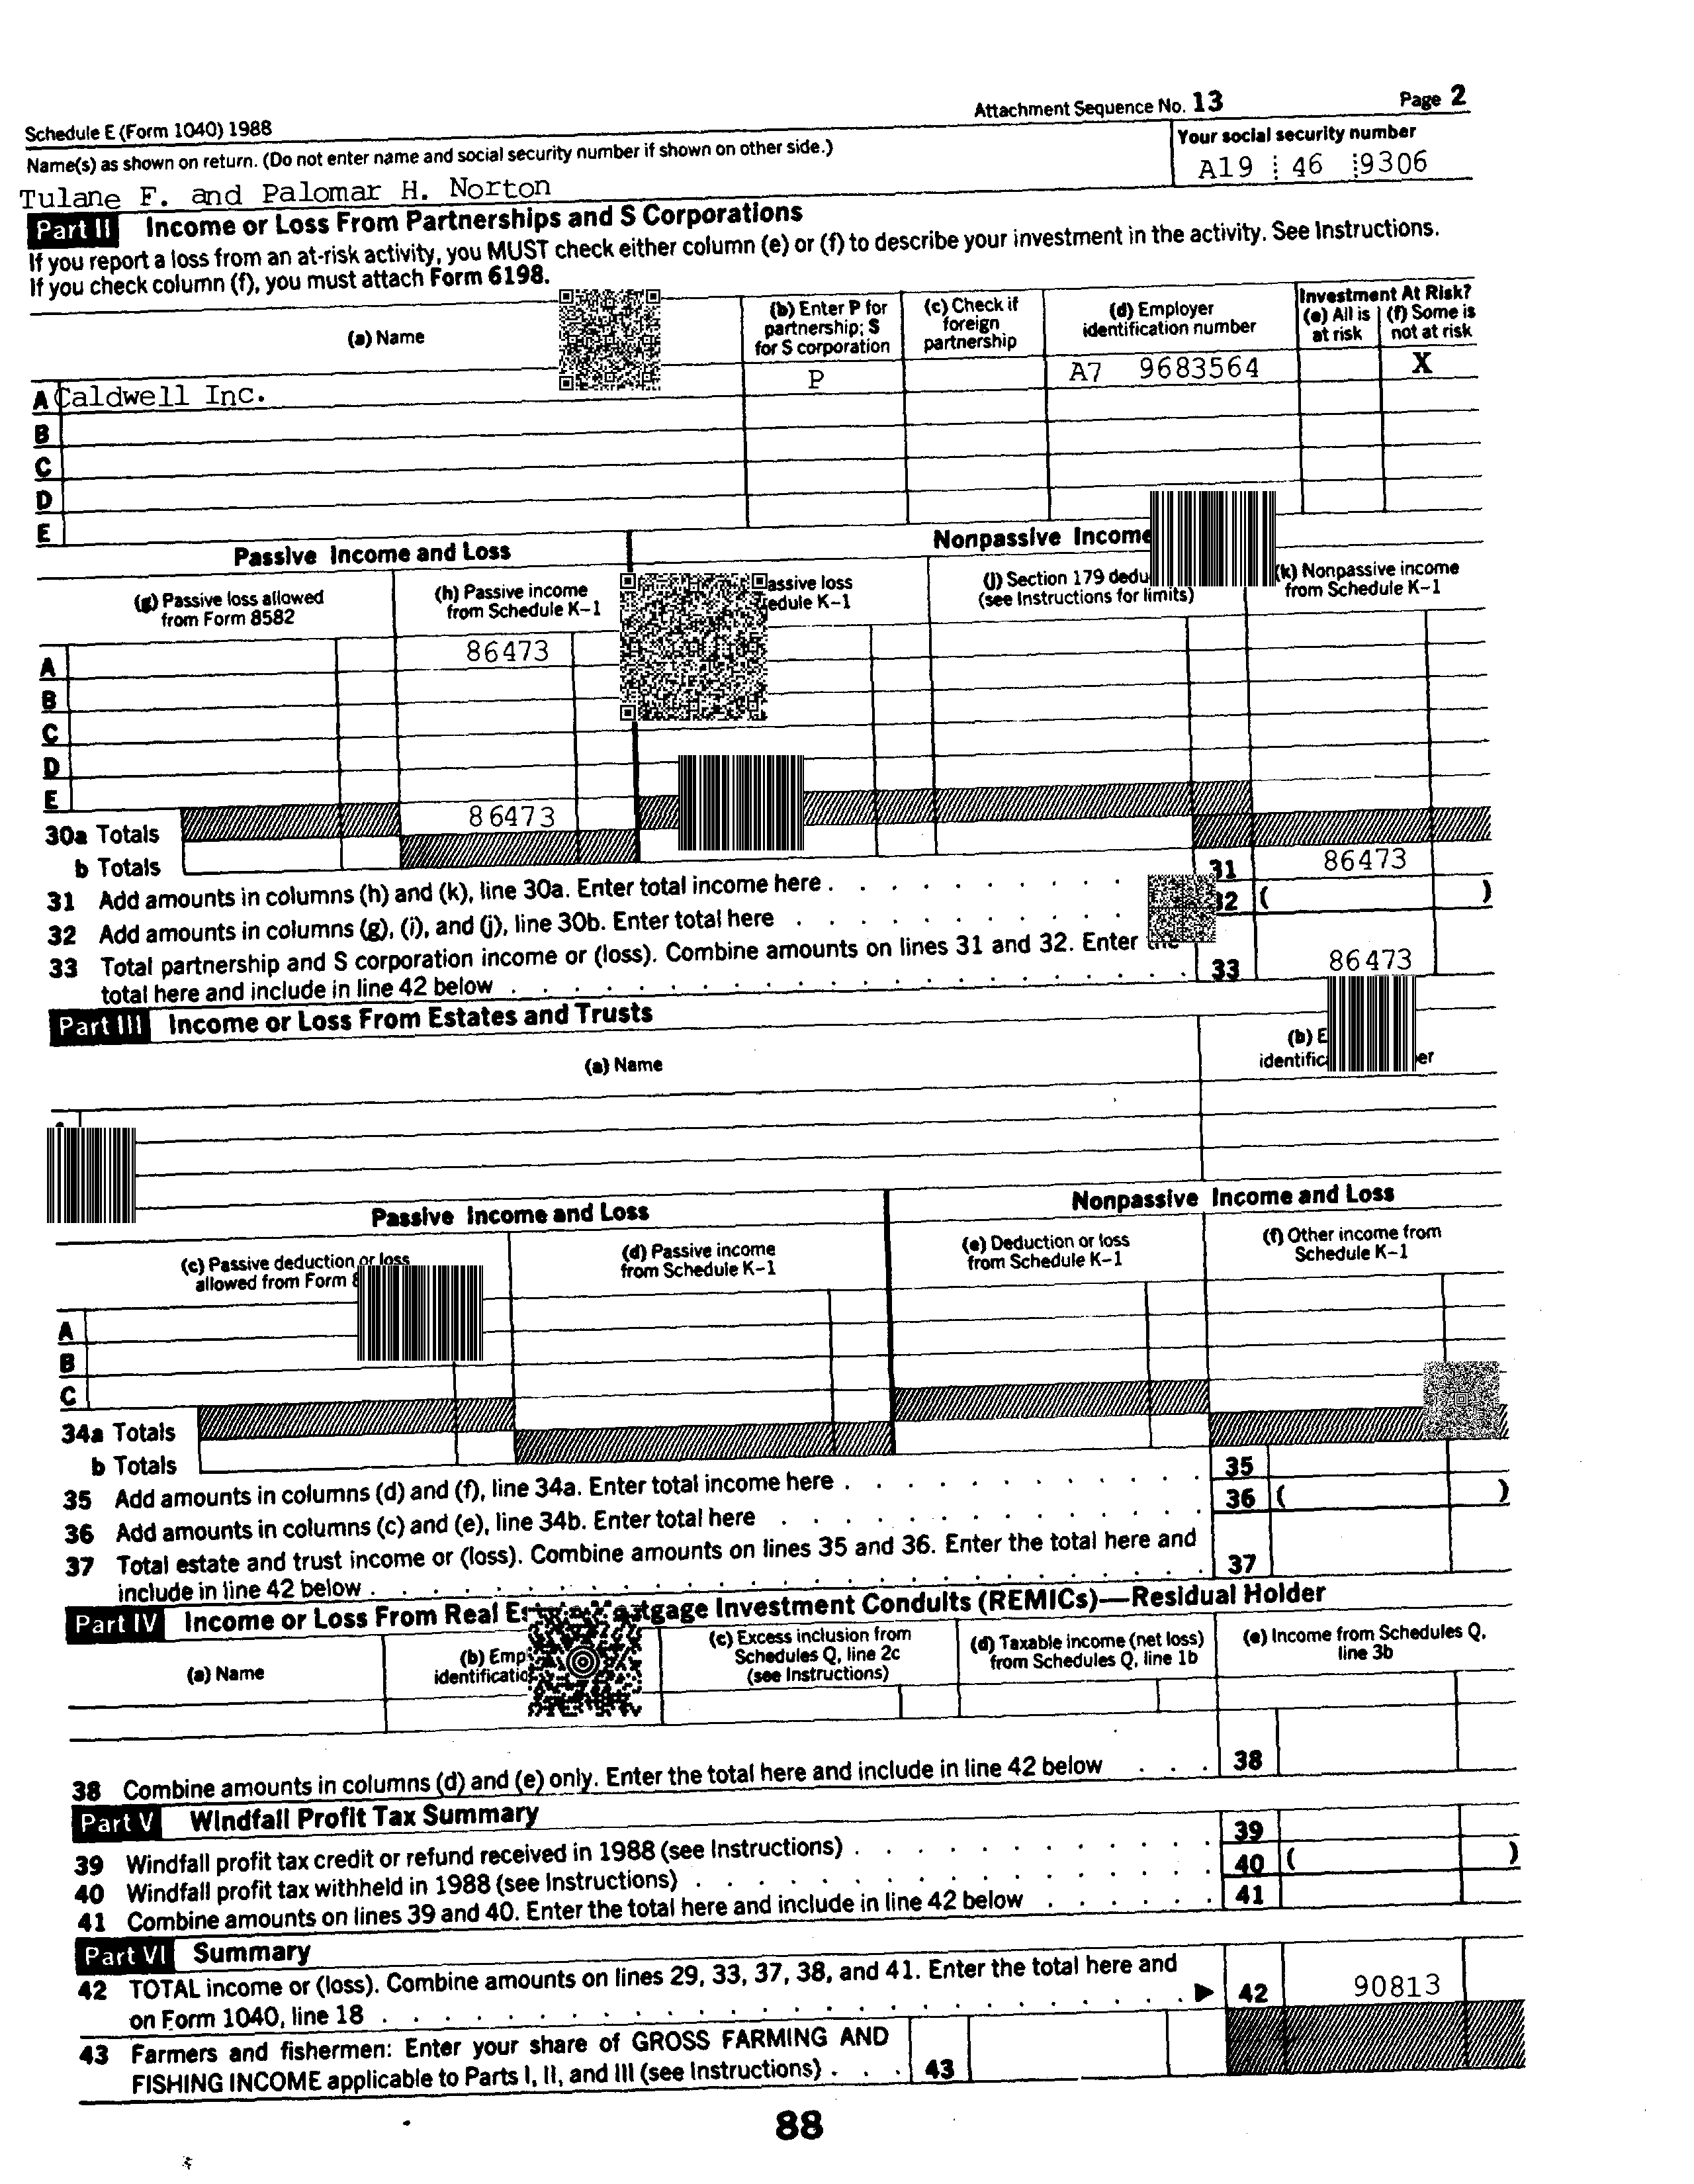 Schedule E (Form 1040) 1988 Attachment Sequence No. 13 Page 2
Name(s) as shown on return. (Do not enter name and social security number if shown on other side.) Your social security number
Tulane F. and Palomar H. Norton A19 46 9306
Part II Income or Loss From Partnerships and S Corporations
If you report a loss from an at-risk activity, you MUST check either column (e) or (f) to describe your investment in the activity. See Instructions.
If you check column (f), you must attach Form 6198.
(a) Name
(b) Enter P for partnership; S for S corporation
(c) Check if foreign partnership
(d) Employer identification number
Investment At Risk?
(e) All is at risk
(f) Some is not at risk
A Caldwell Inc. P A7 9683564 X
B
C
D
E
Passive Income and Loss Nonpassive Income
(g) Passive loss allowed from Form 8582
(h) Passive income from Schedule K-1
loss K-1
(j) Section 179 (see Instructions for limits)
(k) Nonpassive income from Schedule K-1
A 86473
B
C
D
E
30a Totals 86473
b Totals
31 Add amounts in columns (h) and (k), line 30a. Enter total income here . . . . . . . . . . 31 86473
32 Add amounts in columns (g), (i), and (j), line 30b. Enter total here . . . . . . . . . . . ( )
33 Total partnership and S corporation income or (loss). Combine amounts on lines 31 and 32. Enter
total here and include in line 42 below . . . . . . . . . . . . . . . . . . . . . . 33 86473
Part III Income or Loss From Estates and Trusts
(a) Name
(b)
Passive Income and Loss Nonpassive Income and Loss
(c) Passive deduction or loss allowed from Form
(d) Passive income from Schedule K-1
(e) Deduction or loss from Schedule K-1
(f) Other income from Schedule K-1
A
B
C
34a Totals
b Totals
35 Add amounts in columns (d) and (f), line 34a. Enter total income here . . . . . . . . . . . . 35
36 Add amounts in columns (c) and (e), line 34b. Enter total here . . . . . . . . . . . . . . 36 ( )
37 Total estate and trust income or (loss). Combine amounts on lines 35 and 36. Enter the total here and
include in line 42 below . . . . . . . . . . . . . . . . . . . . . . . . . . 37
Part IV Income or Loss From Real Investment Conduits (REMICs)—Residual Holder
(a) Name
(b)
(c) Excess inclusion from Schedules Q, line 2c (see Instructions)
(d) Taxable income (net loss) from Schedules Q, line 1b
(e) Income from Schedules Q, line 3b
38 Combine amounts in columns (d) and (e) only. Enter the total here and include in line 42 below . . . 38
Part V Windfall Profit Tax Summary
39 Windfall profit tax credit or refund received in 1988 (see Instructions) . . . . . . . . . . . . 39
40 Windfall profit tax withheld in 1988 (see Instructions) . . . . . . . . . . . . . . . . . 40 ( )
41 Combine amounts on lines 39 and 40. Enter the total here and include in line 42 below . . . . . . 41
Part VI Summary
42 TOTAL income or (loss). Combine amounts on lines 29, 33, 37, 38, and 41. Enter the total here and
on Form 1040, line 18 . . . . . . . . . . . . . . . . . . . . . . . . . . ▶ 42 90813
43 Farmers and fishermen: Enter your share of GROSS FARMING AND
FISHING INCOME applicable to Parts I, II, and III (see Instructions) . . . 43
88